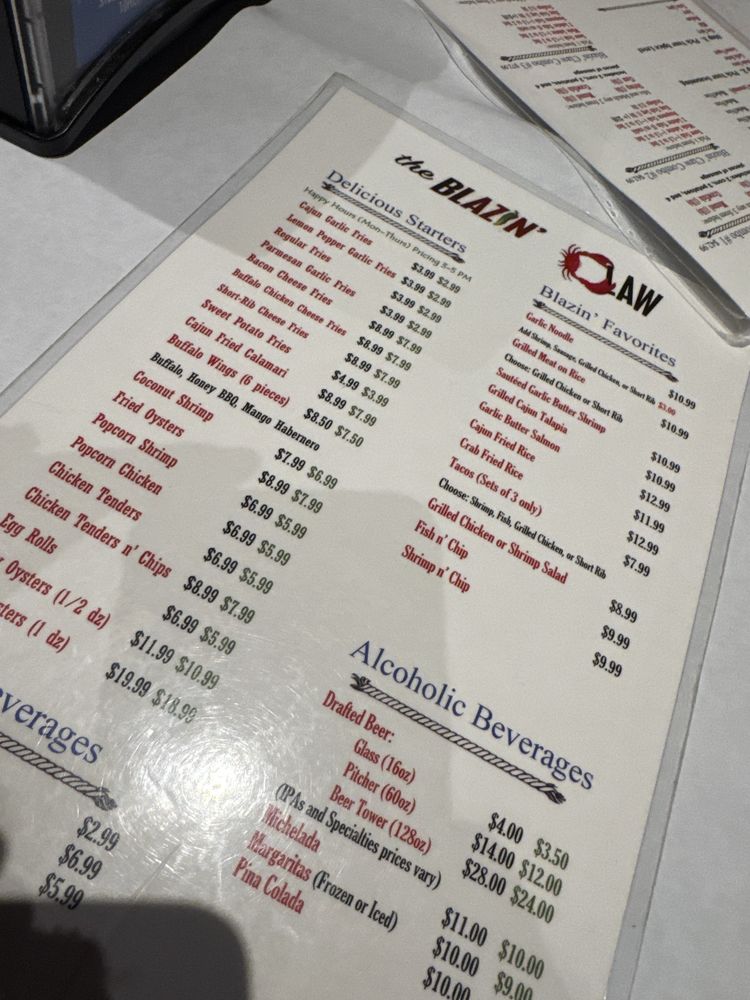 the BLAZIN' CLAW
Delicious Starters
Happy Hours (Mon-Thurs) Pricing 3-5 PM
Cajun Garlic Fries $3.99 $2.99
Lemon Pepper Garlic Fries $3.99 $2.99
Regular Fries $3.99 $2.99
Parmesan Garlic Fries $3.99 $2.99
Bacon Cheese Fries $8.99 $7.99
Buffalo Chicken Cheese Fries $8.99 $7.99
Short-Rib Cheese Fries $8.99 $7.99
Sweet Potato Fries $4.99 $3.99
Cajun Fried Calamari $8.99 $7.99
Buffalo Wings (6 pieces) $8.50 $7.50
Buffalo, Honey BBQ, Mango Habernero
Coconut Shrimp $7.99 $6.99
Fried Oysters $8.99 $7.99
Popcorn Shrimp $6.99 $5.99
Popcorn Chicken $6.99 $5.99
Chicken Tenders $6.99 $5.99
Chicken Tenders n' Chips $8.99 $7.99
Egg Rolls $6.99 $5.99
Oysters (1/2 dz) $11.99 $10.99
sters (1 dz) $19.99 $18.99
verages
$2.99
$6.99
$5.99
Blazin' Favorites
Garlic Noodle $10.99
Add Shrimp, Sausage, Grilled Chicken, or Short Rib $3.00
Grilled Meat on Rice $10.99
Choose: Grilled Chicken or Short Rib
Sautéed Garlic Butter Shrimp $10.99
Grilled Cajun Talapia $10.99
Garlic Butter Salmon $12.99
Cajun Fried Rice $11.99
Crab Fried Rice $12.99
Tacos (Sets of 3 only) $7.99
Choose: Shrimp, Fish, Grilled Chicken, or Short Rib
Grilled Chicken or Shrimp Salad $8.99
Fish n' Chip $9.99
Shrimp n' Chip $9.99
Alcoholic Beverages
Drafted Beer:
Glass (16oz) $4.00 $3.50
Pitcher (60oz) $14.00 $12.00
Beer Tower (128oz) $28.00 $24.00
(IPAs and Specialties prices vary)
Michelada $11.00 $10.00
Margaritas (Frozen or Iced) $10.00 $9.00
Pina Colada $10.00